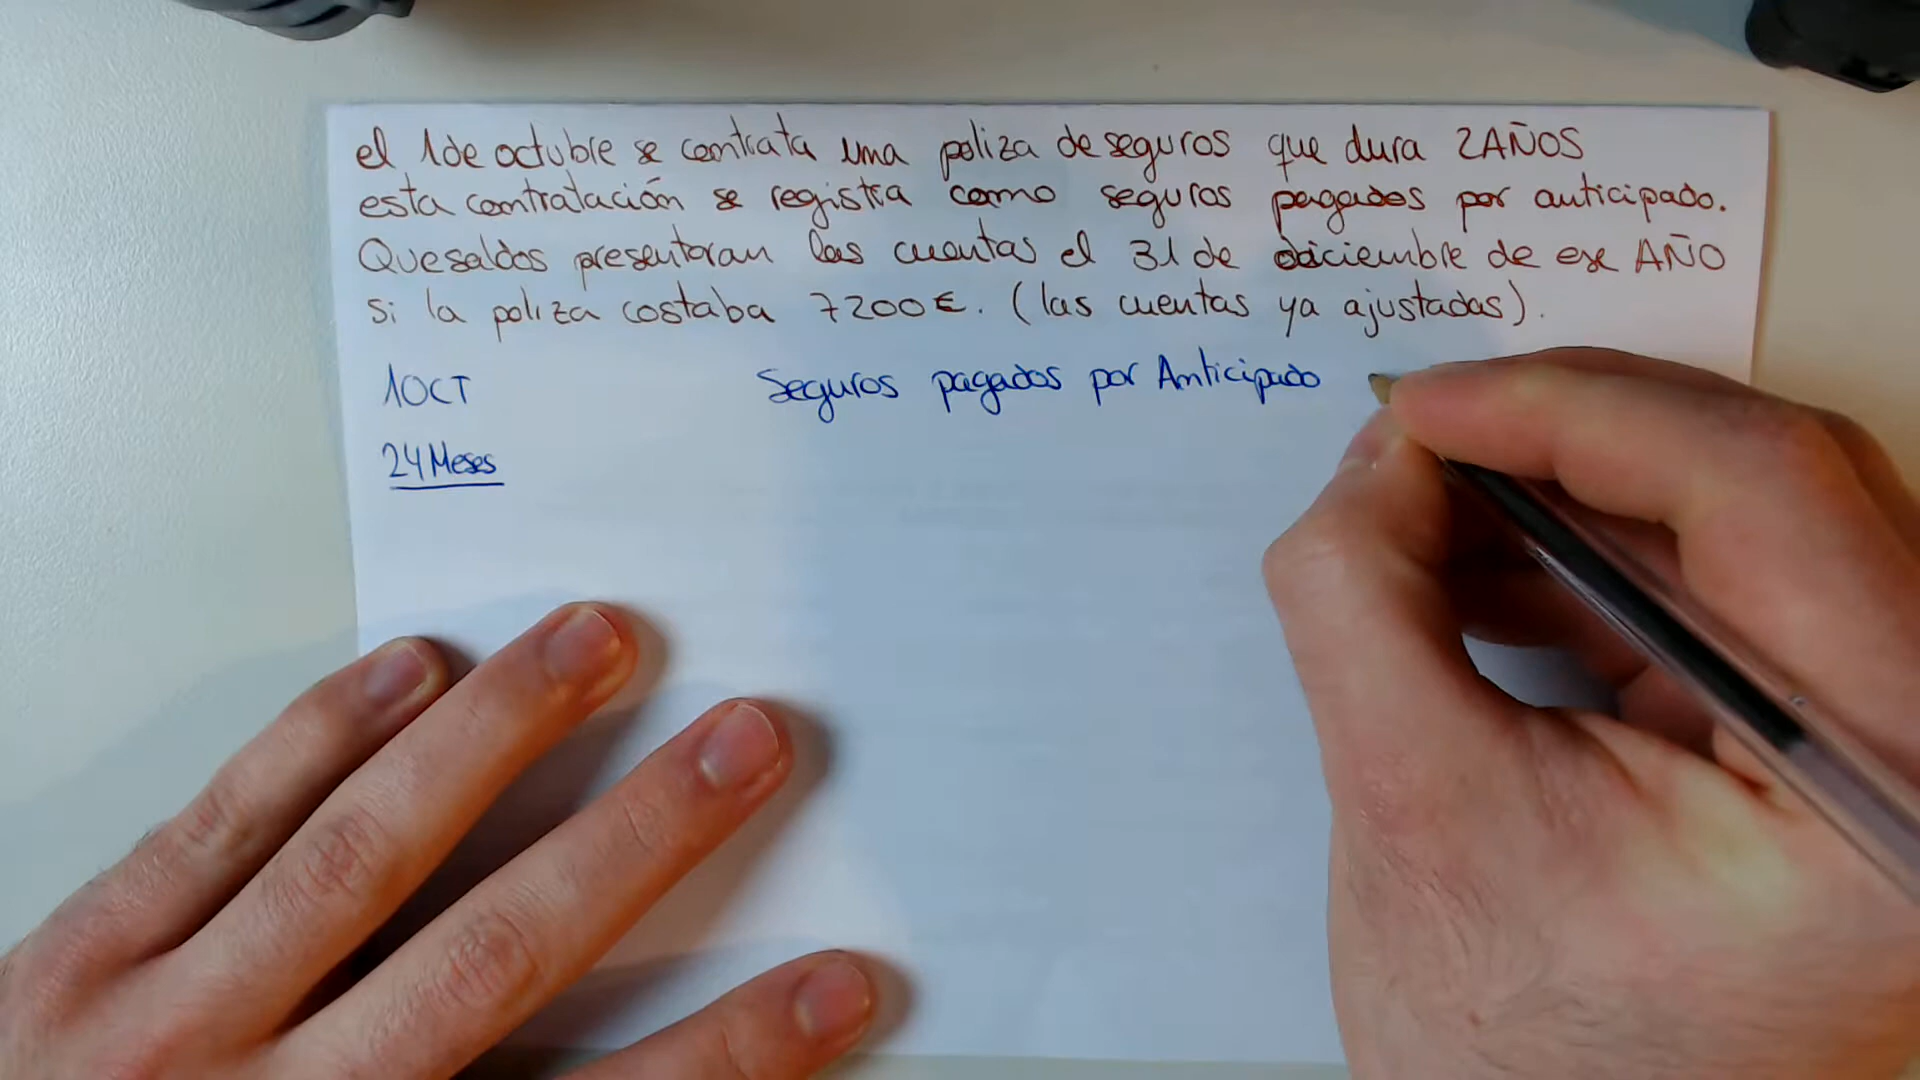 el 1de octubre se contrata una poliza de seguros que dura 2AÑOS
esta contratación se registra como seguros pagados por anticipado.
Que saldos presentaran las cuentas el 31 de diciembre de ese AÑO
si la poliza costaba 7200€. (las cuentas ya ajustadas).
1OCT Seguros pagados por Anticipado
24 Meses